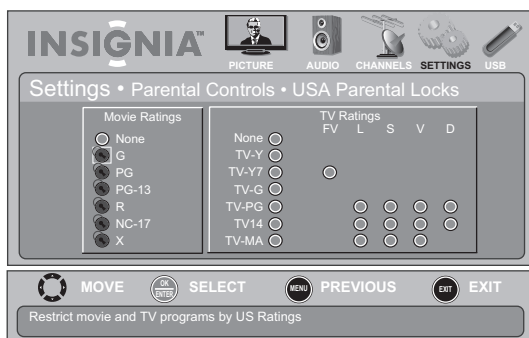 INSIGNIA™
PICTURE AUDIO CHANNELS SETTINGS USB
Settings • Parental Controls • USA Parental Locks
Movie Ratings
None
G
PG
PG-13
R
NC-17
X
TV Ratings
FV L S V D
None
TV-Y
TV-Y7
TV-G
TV-PG
TV14
TV-MA
MOVE OK ENTER SELECT MENU PREVIOUS EXIT EXIT
Restrict movie and TV programs by US Ratings